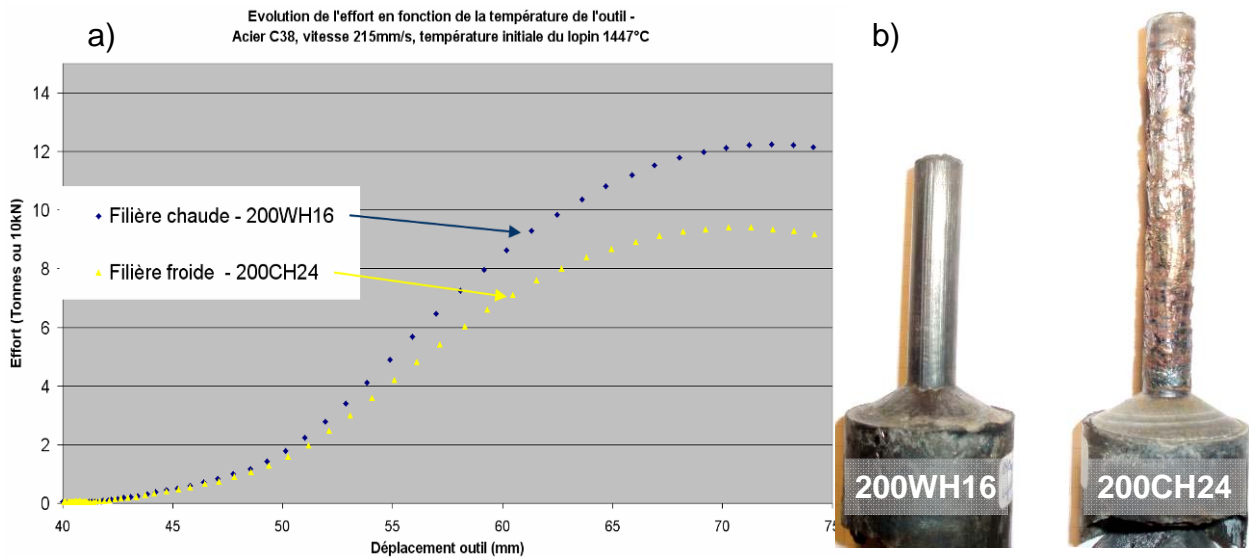 Evolution de l'effort en fonction de la température de l'outil -
Acier C38, vitesse 215mm/s, température initiale du lopin 1447°C
a)
b)
14
12
10
8
6
4
2
0
Effort (Tonnes ou 10kN)
Filière chaude - 200WH16
Filière froide - 200CH24
40
45
50
55
60
65
70
75
Déplacement outil (mm)
200WH16
200CH24